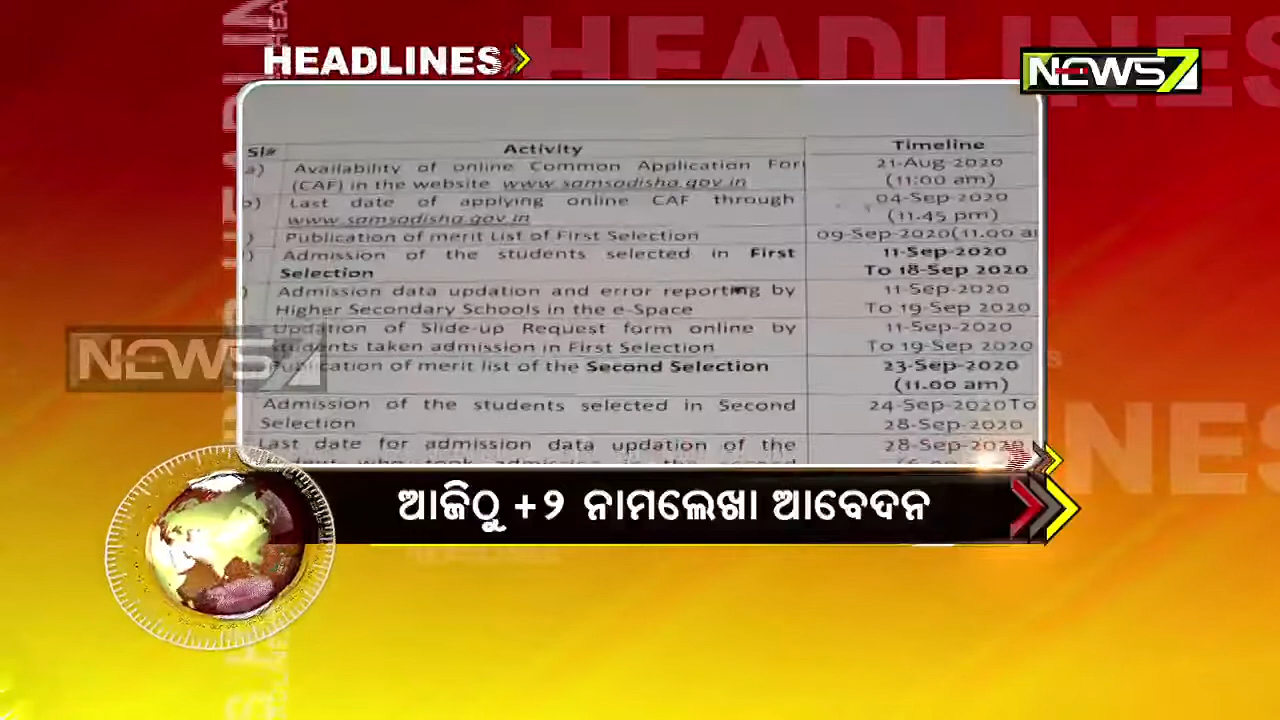 HEADLINES
NEWS7
Sl# Activity Timeline
a) Availability of online Common Application For 21-Aug-2020
(CAF) in the website www.samsodisha.gov.in (11:00 am)
Last date of applying online CAF through 04-Sep-2020
www.samsodisha.gov.in (11.45 pm)
Publication of merit List of First Selection 09-Sep-2020(11.00 a
Admission of the students selected in First 11-Sep-2020
Selection To 18-Sep 2020
Admission data updation and error reporting by 11-Sep-2020
Higher Secondary Schools in the e-Space To 19-Sep 2020
Updation of Slide-up Request form online by 11-Sep-2020
students taken admission in First Selection To 19-Sep 2020
Publication of merit list of the Second Selection 23-Sep-2020
(11.00 am)
Admission of the students selected in Second 24-Sep-2020To
Selection 28-Sep-2020
Last date for admission data updation of the 28-Sep-2020
NEWS7
ଆଜିଠୁ +୨ ନାମଲେଖା ଆବେଦନ